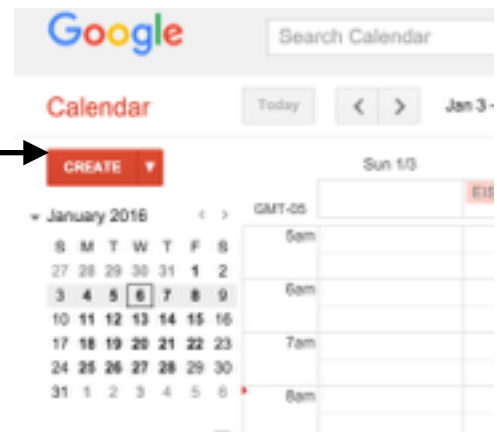 Google
Search Calendar
Calendar
Today < > Jan 3 -
CREATE
Sun 1/3
January 2016 < >
GMT-05
EIS
S M T W T F S
27 28 29 30 31 1 2
3 4 5 6 7 8 9
10 11 12 13 14 15 16
17 18 19 20 21 22 23
24 25 26 27 28 29 30
31 1 2 3 4 5 6
5am
6am
7am
8am